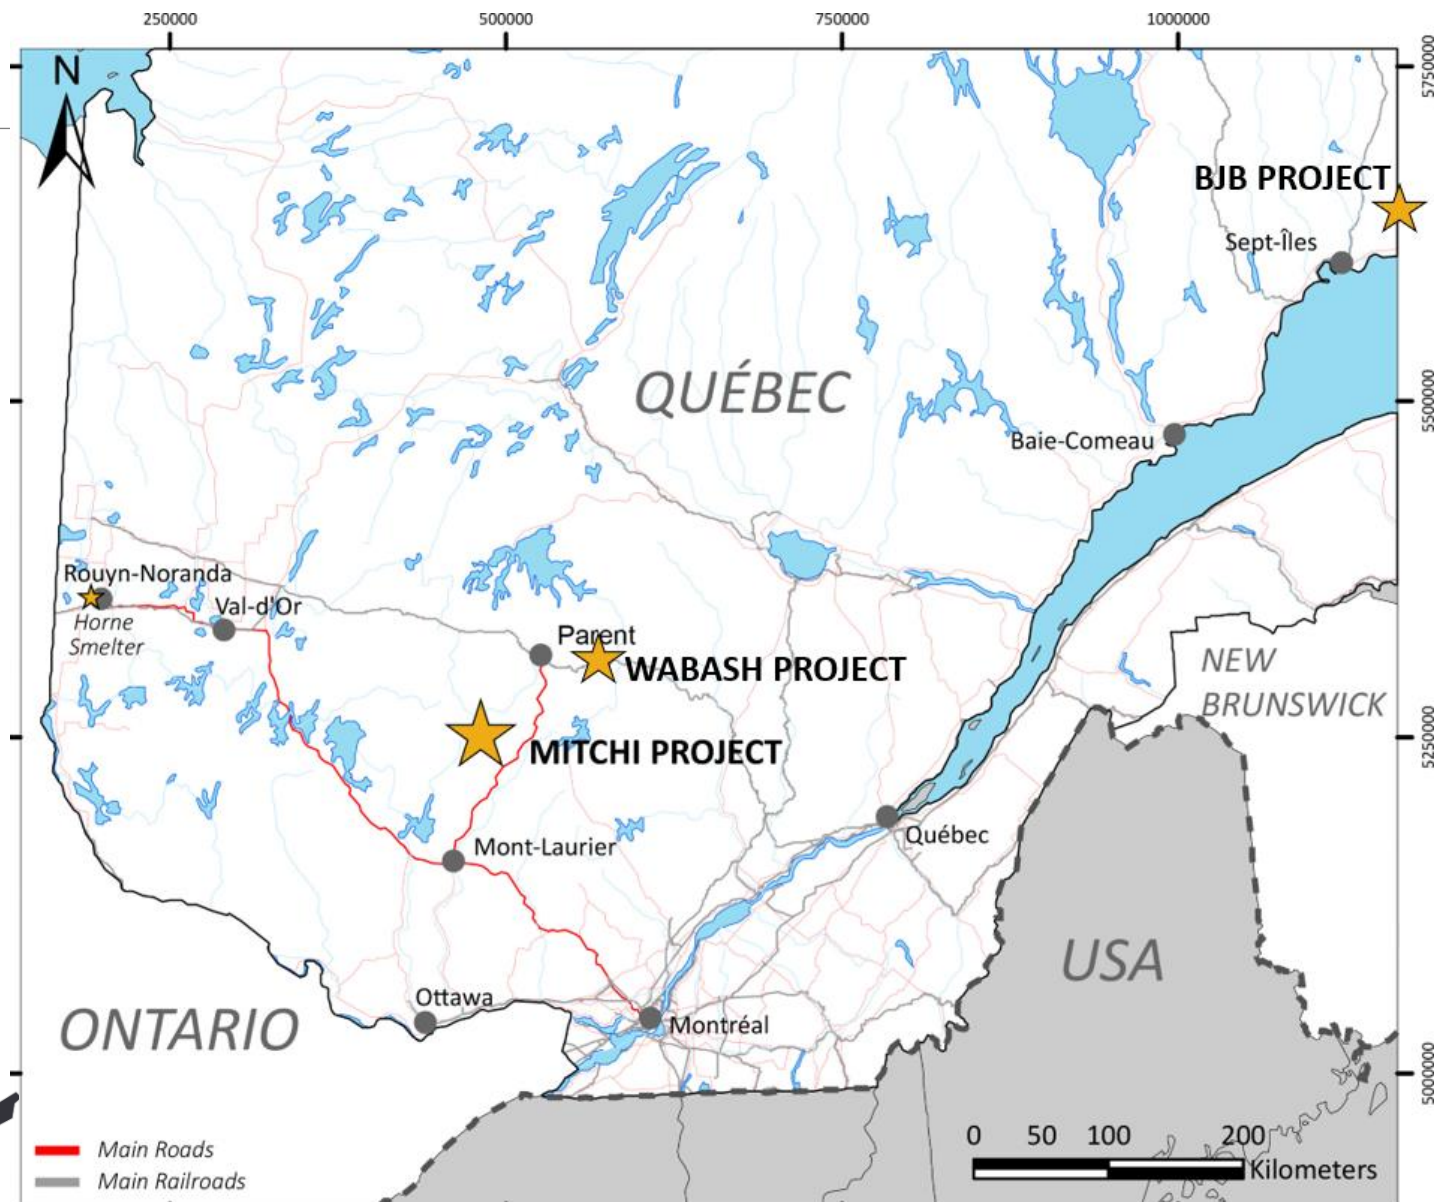 250000
500000
750000
1000000
N
5750000
BJB PROJECT
Sept-Îles
QUÉBEC
5500000
Baie-Comeau
Rouyn-Noranda
Val-d'Or
Horne
Smelter
Parent
WABASH PROJECT
NEW
BRUNSWICK
MITCHI PROJECT
5250000
Québec
Mont-Laurier
USA
Ottawa
ONTARIO
Montréal
5000000
0 50 100 200
Kilometers
Main Roads
Main Railroads